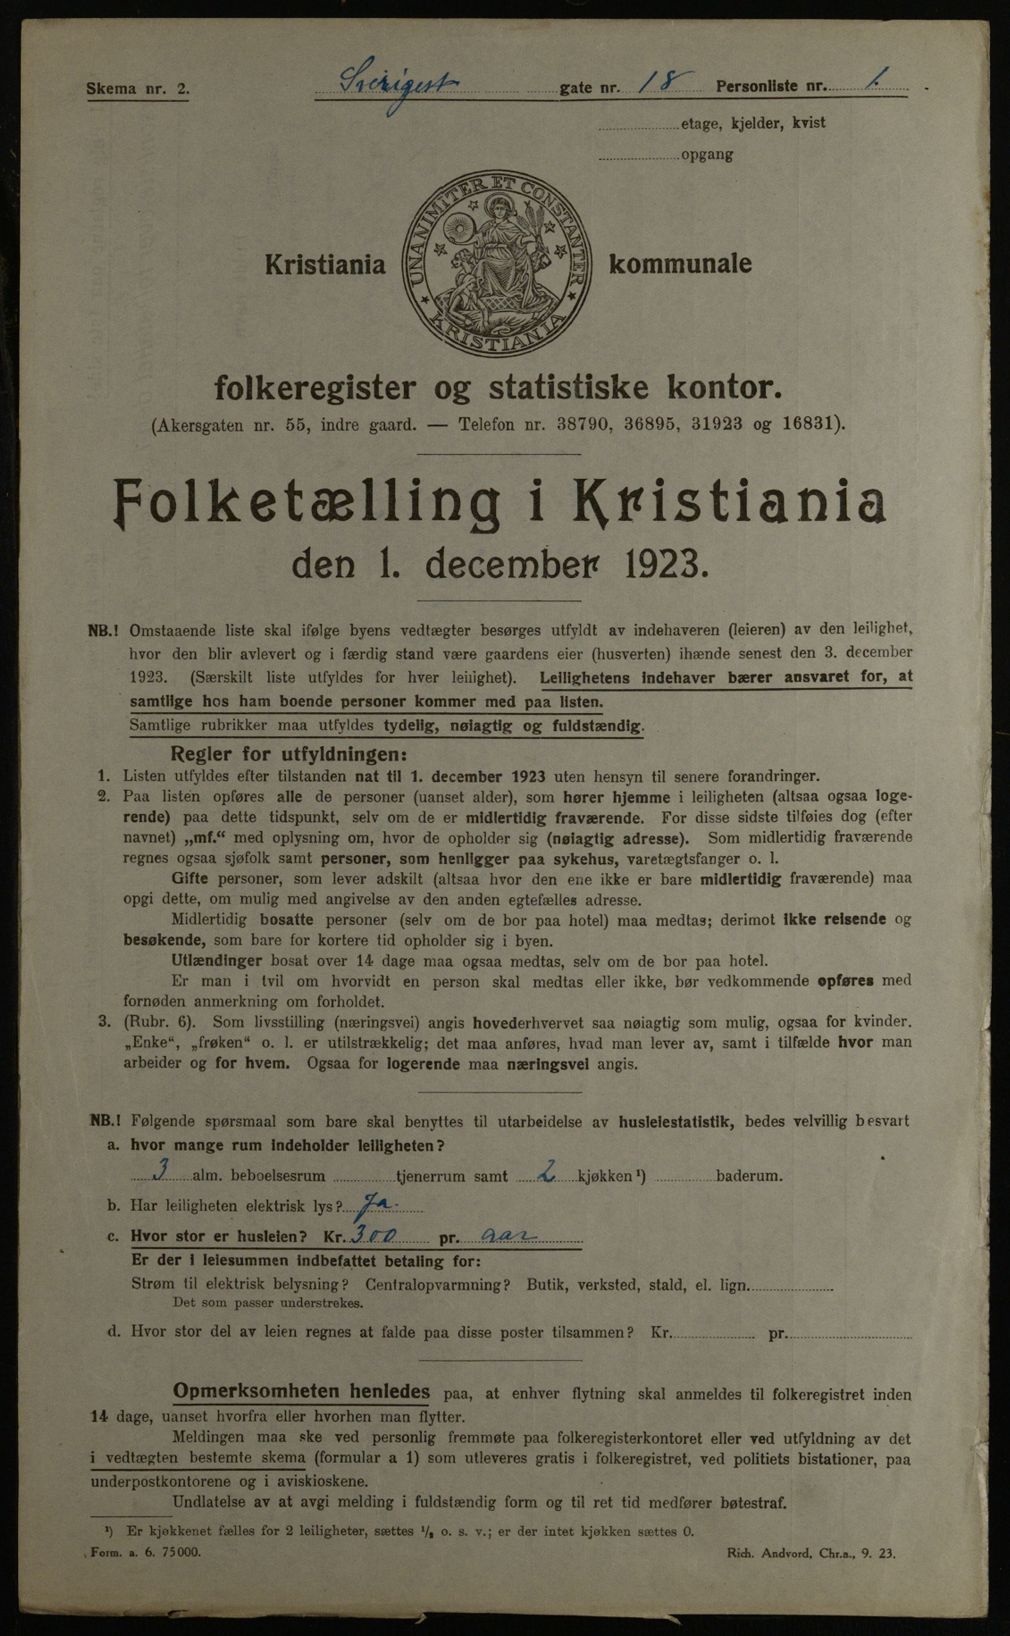 Skema nr. 2. Sverigesgt gate nr. 18 Personliste nr. 1.
etage, kjelder, kvist
opgang
UNANIMITER ET CONSTANTER
KRISTIANIA
Kristiania kommunale
folkeregister og statistiske kontor.
(Akersgaten nr. 55, indre gaard. — Telefon nr. 38790, 36895, 31923 og 16831).
Folketælling i Kristiania
den 1. december 1923.
NB.! Omstaaende liste skal ifølge byens vedtægter besørges utfyldt av indehaveren (leieren) av den leilighet,
hvor den blir avlevert og i færdig stand være gaardens eier (husverten) ihænde senest den 3. december
1923. (Særskilt liste utfyldes for hver leilighet). Leilighetens indehaver bærer ansvaret for, at
samtlige hos ham boende personer kommer med paa listen.
Samtlige rubrikker maa utfyldes tydelig, nøiagtig og fuldstændig.
Regler for utfyldningen:
1. Listen utfyldes efter tilstanden nat til 1. december 1923 uten hensyn til senere forandringer.
2. Paa listen opføres alle de personer (uanset alder), som hører hjemme i leiligheten (altsaa ogsaa loge-
rende) paa dette tidspunkt, selv om de er midlertidig fraværende. For disse sidste tilføies dog (efter
navnet) „mf.“ med oplysning om, hvor de opholder sig (nøiagtig adresse). Som midlertidig fraværende
regnes ogsaa sjøfolk samt personer, som henligger paa sykehus, varetægtsfanger o. l.
Gifte personer, som lever adskilt (altsaa hvor den ene ikke er bare midlertidig fraværende) maa
opgi dette, om mulig med angivelse av den anden egtefælles adresse.
Midlertidig bosatte personer (selv om de bor paa hotel) maa medtas; derimot ikke reisende og
besøkende, som bare for kortere tid opholder sig i byen.
Utlændinger bosat over 14 dage maa ogsaa medtas, selv om de bor paa hotel.
Er man i tvil om hvorvidt en person skal medtas eller ikke, bør vedkommende opføres med
fornøden anmerkning om forholdet.
3. (Rubr. 6). Som livsstilling (næringsvei) angis hovederhvervet saa nøiagtig som mulig, ogsaa for kvinder.
„Enke“, „frøken“ o. l. er utilstrækkelig; det maa anføres, hvad man lever av, samt i tilfælde hvor man
arbeider og for hvem. Ogsaa for logerende maa næringsvei angis.
NB.! Følgende spørsmaal som bare skal benyttes til utarbeidelse av husleiestatistik, bedes velvillig besvart
a. hvor mange rum indeholder leiligheten?
3 alm. beboelsesrum tjenerrum samt 2 kjøkken ¹) baderum.
b. Har leiligheten elektrisk lys? Ja.
c. Hvor stor er husleien? Kr. 300 pr. aar
Er der i leiesummen indbefattet betaling for:
Strøm til elektrisk belysning? Centralopvarmning? Butik, verksted, stald, el. lign.
Det som passer understrekes.
d. Hvor stor del av leien regnes at falde paa disse poster tilsammen? Kr. pr.
Opmerksomheten henledes paa, at enhver flytning skal anmeldes til folkeregistret inden
14 dage, uanset hvorfra eller hvorhen man flytter.
Meldingen maa ske ved personlig fremmøte paa folkeregisterkontoret eller ved utfyldning av det
i vedtægten bestemte skema (formular a 1) som utleveres gratis i folkeregistret, ved politiets bistationer, paa
underpostkontorene og i aviskioskene.
Undlatelse av at avgi melding i fuldstændig form og til ret tid medfører bøtestraf.
¹) Er kjøkkenet fælles for 2 leiligheter, sættes ½ o. s. v.; er der intet kjøkken sættes 0.
Form. a. 6. 75000. Rich. Andvord, Chr.a., 9. 23.